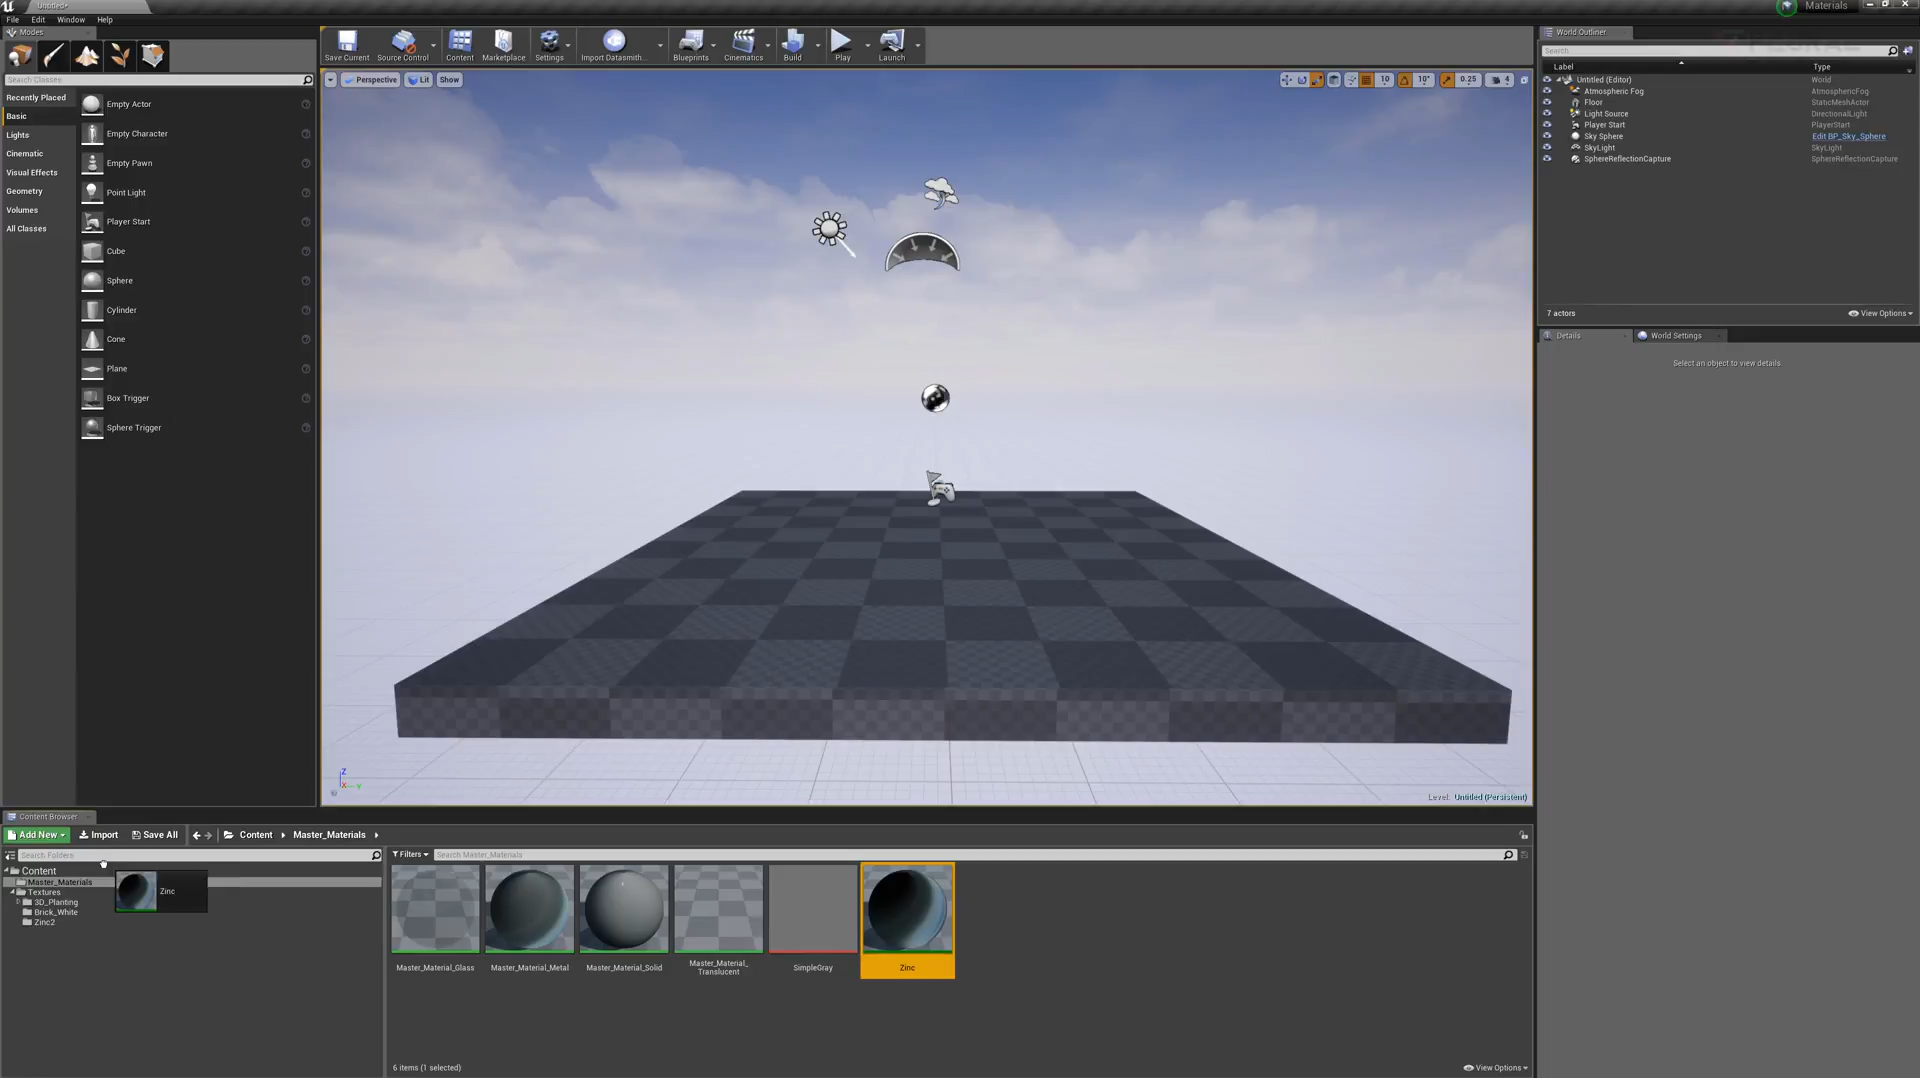 Untitled*
Materials
File Edit Window Help
Modes
Save Current
Source Control
Content
Marketplace
Settings
Import Datasmith...
Blueprints
Cinematics
Build
Play
Launch
Search Classes
Recently Placed
Basic
Lights
Cinematic
Visual Effects
Geometry
Volumes
All Classes
Empty Actor
Empty Character
Empty Pawn
Point Light
Player Start
Cube
Sphere
Cylinder
Cone
Plane
Box Trigger
Sphere Trigger
Perspective Lit Show
10 10° 0.25 4
Z
X Y
Level: Untitled (Persistent)
World Outliner
Search
Label Type
Untitled (Editor) World
Atmospheric Fog AtmosphericFog
Floor StaticMeshActor
Light Source DirectionalLight
Player Start PlayerStart
Sky Sphere Edit BP_Sky_Sphere
SkyLight SkyLight
SphereReflectionCapture SphereReflectionCapture
7 actors View Options
Details World Settings
Select an object to view details.
Content Browser
Add New Import Save All Content Master_Materials
Search Folders
Content
Master_Materials
Textures
3D_Planting
Brick_White
Zinc2
Zinc
Filters Search Master_Materials
Master_Material_Glass
Master_Material_Metal
Master_Material_Solid
Master_Material_
Translucent
SimpleGray
Zinc
6 items (1 selected) View Options